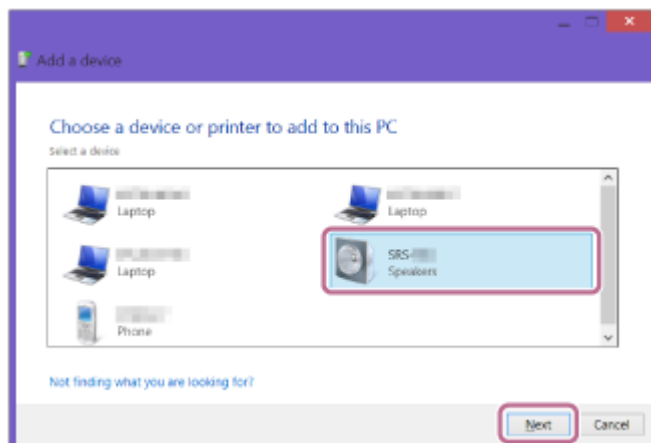 Add a device
Choose a device or printer to add to this PC
Select a device
Laptop
Laptop
Laptop
SRS-
Speakers
Phone
Not finding what you are looking for?
Next
Cancel